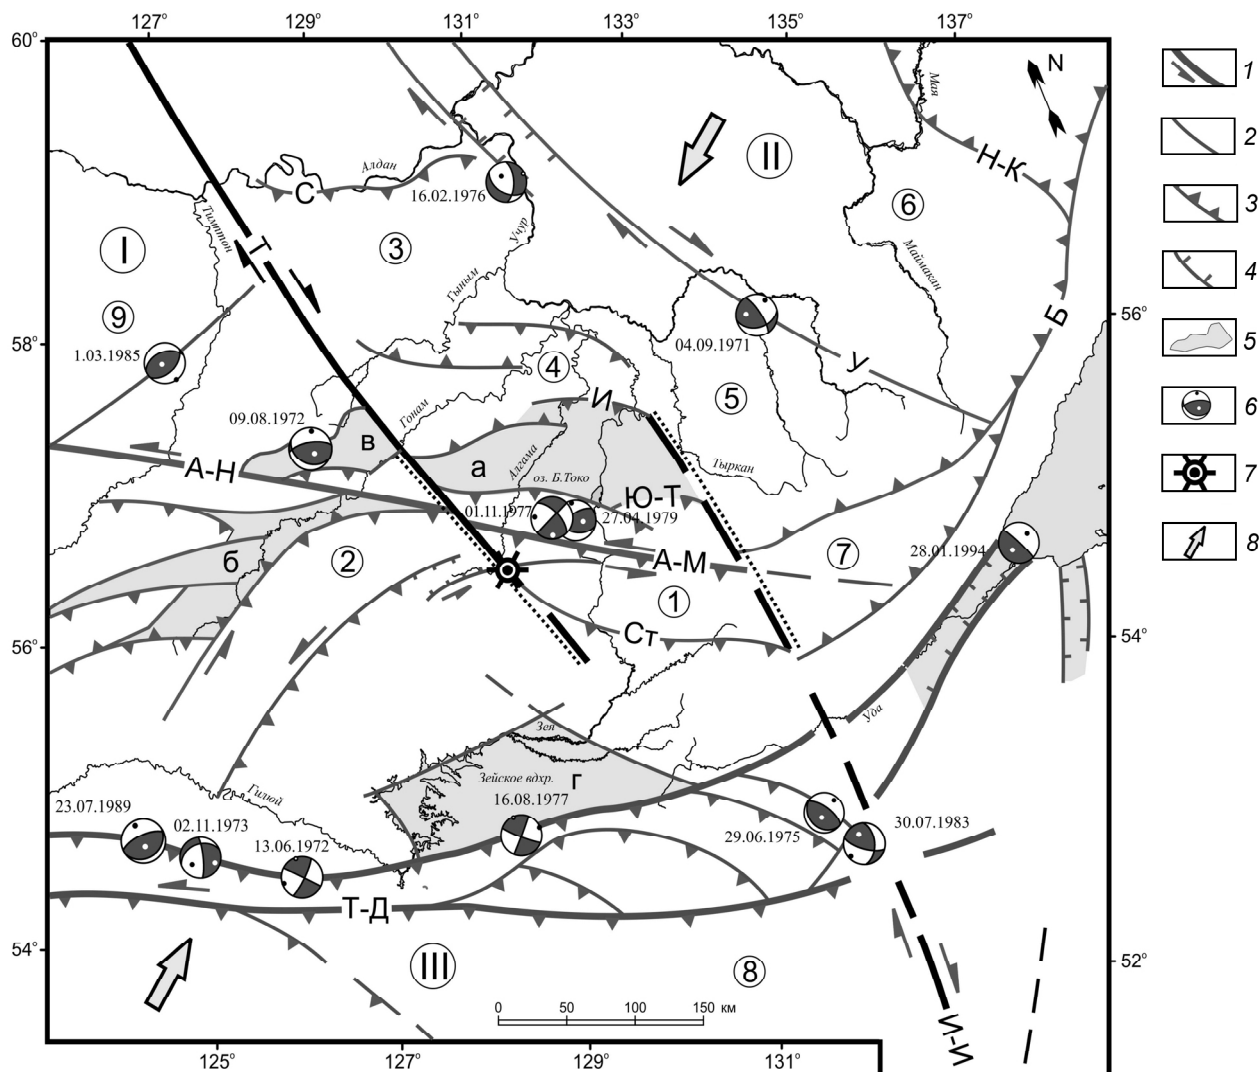 127°
129°
131°
133°
135°
137°
60°
N
1
Мая
II
2
Н-К
Алдан
С
16.02.1976
6
3
Тимптон
Учур
I
Т
3
Маймакан
4
Гыным
9
Б
56°
5
04.09.1971
58°
1.03.1985
4
У
6
5
И
09.08.1972
Гонам
в
А-Н
а
Алгама
Тыркан
7
оз. Б.Токо
Ю-Т
01.11.1977
27.04.1979
8
28.01.1994
б
2
А-М
7
1
54°
Ст
56°
Уда
Зея
Зейское вдхр.
г
Гилюй
16.08.1977
23.07.1989
02.11.1973
30.07.1983
29.06.1975
13.06.1972
Т-Д
54°
III
8
52°
0
50
100
150 км
И-И
125°
127°
129°
131°